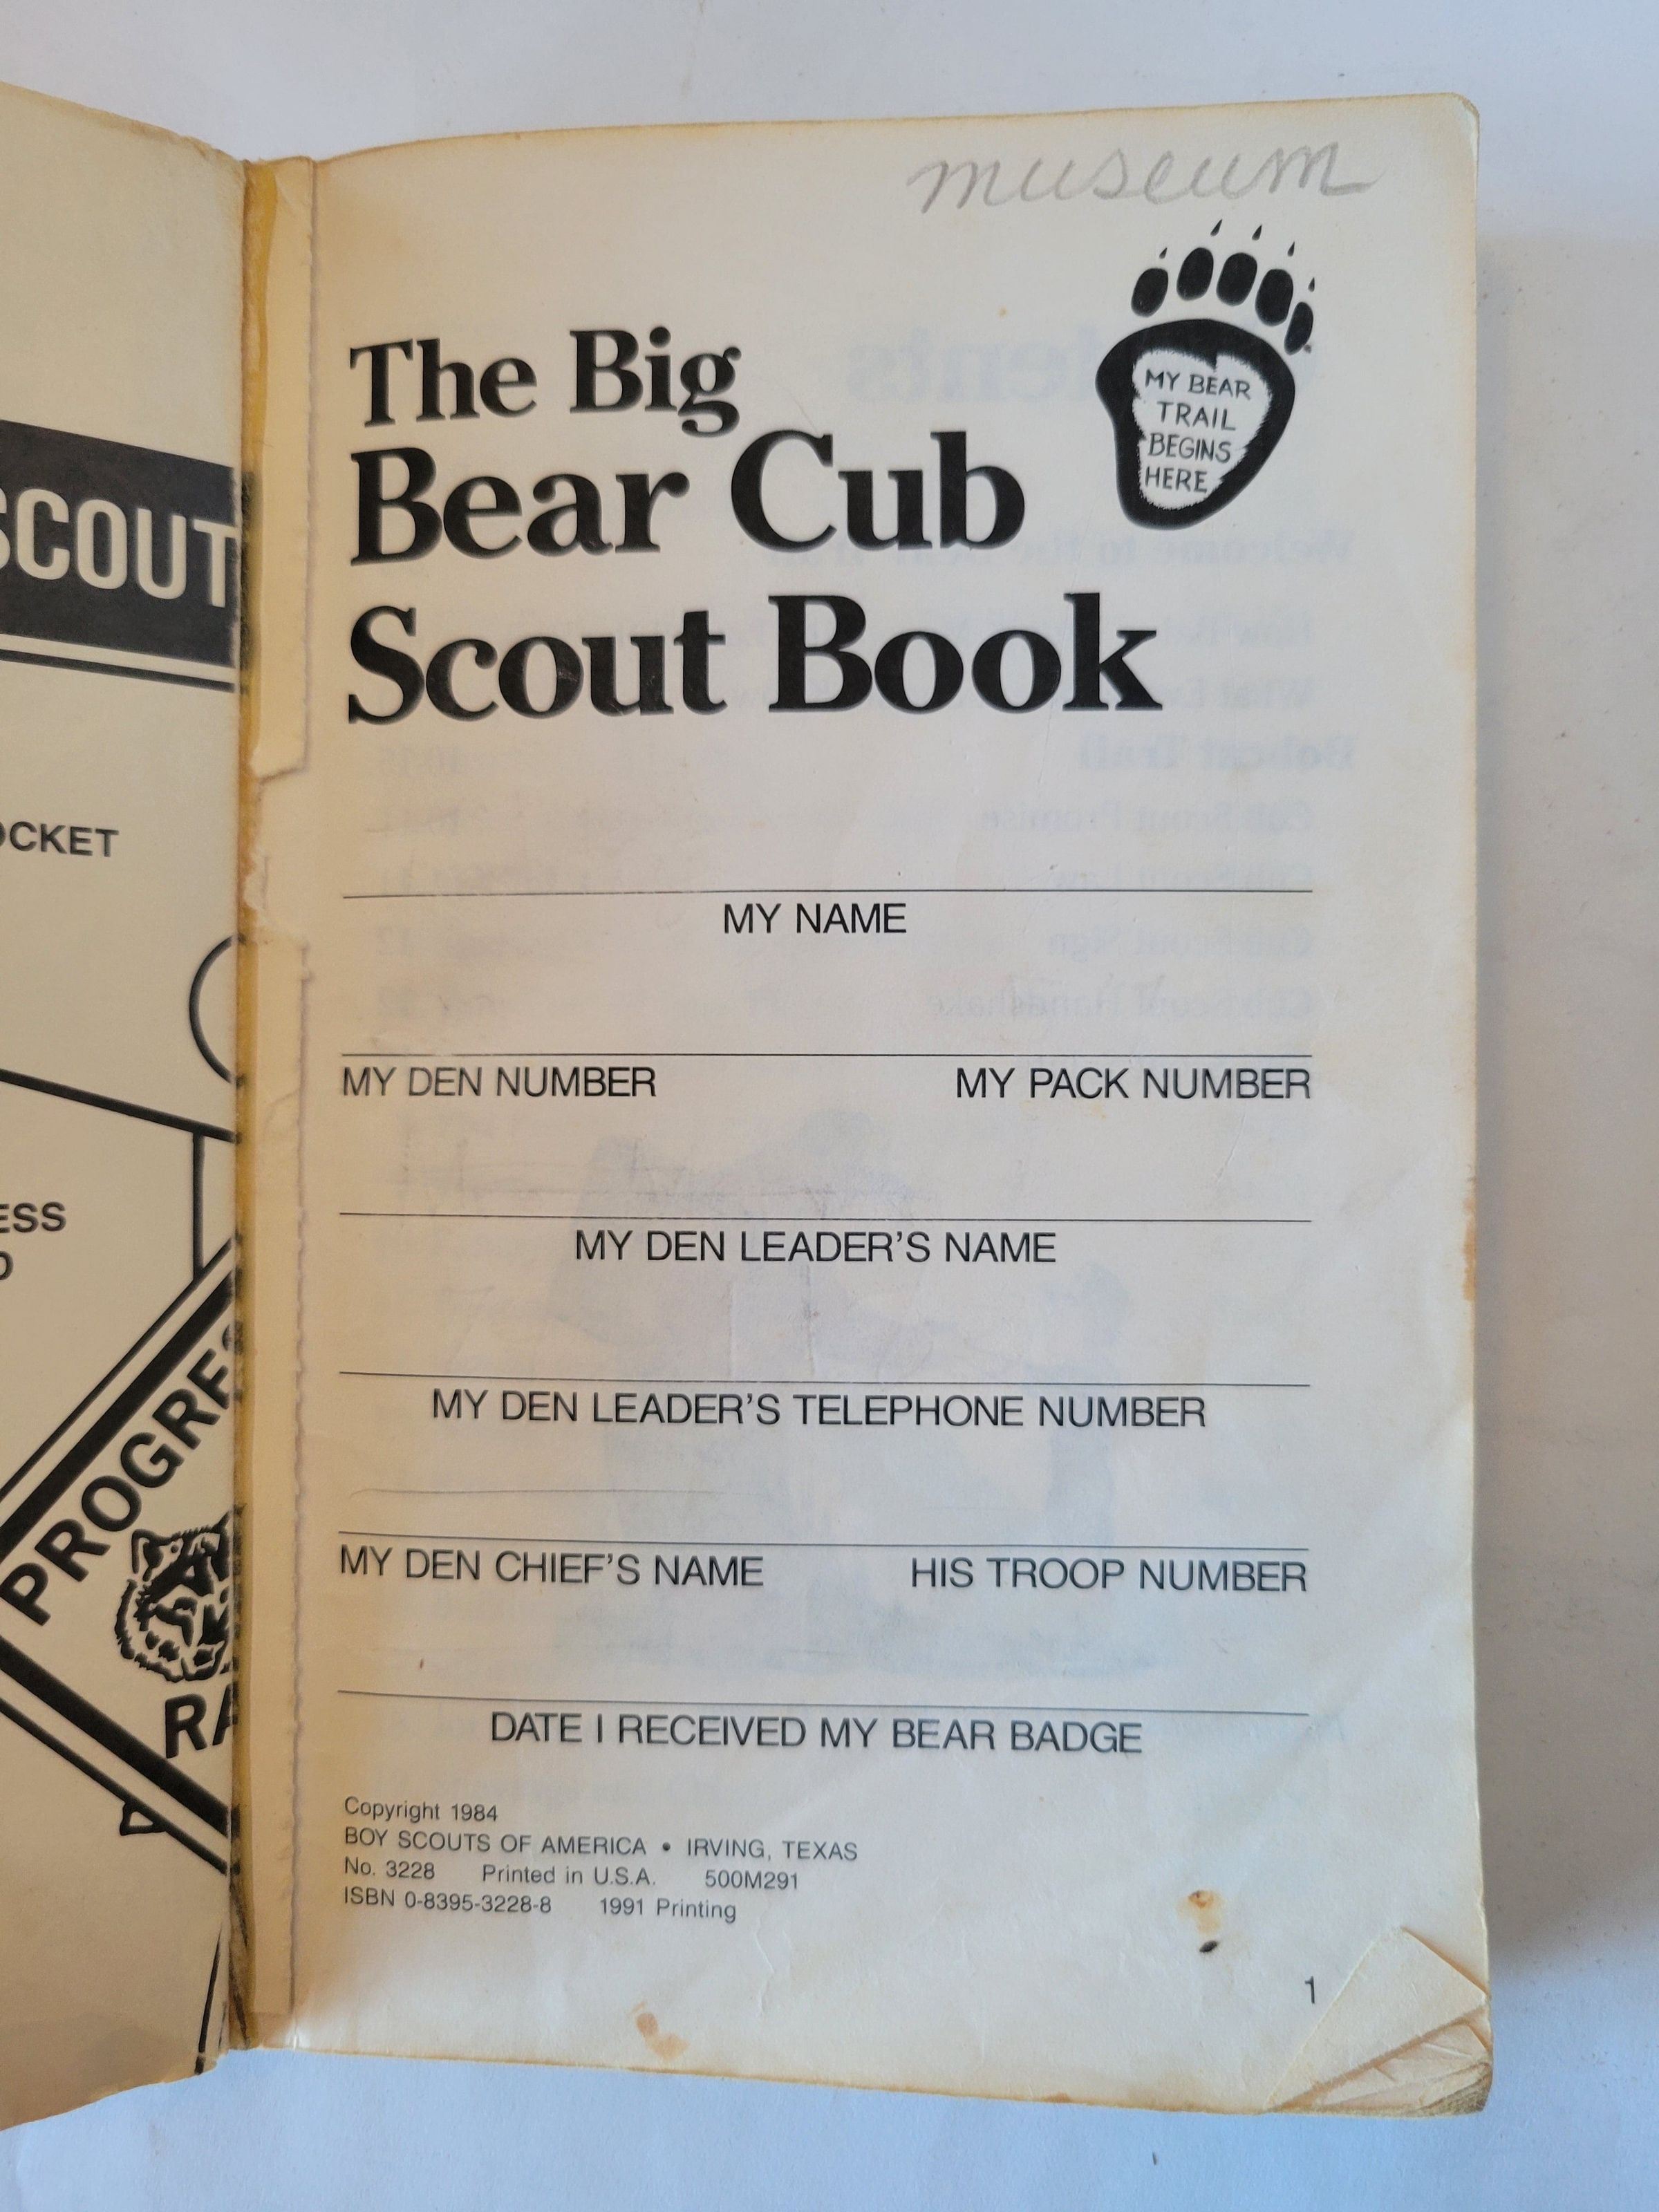 SCOUT
OCKET
ESS
PROGRES
RA
museum
MY BEAR
TRAIL
BEGINS
HERE
The Big
Bear Cub
Scout Book
MY NAME
MY DEN NUMBER MY PACK NUMBER
MY DEN LEADER'S NAME
MY DEN LEADER'S TELEPHONE NUMBER
MY DEN CHIEF'S NAME HIS TROOP NUMBER
DATE I RECEIVED MY BEAR BADGE
Copyright 1984
BOY SCOUTS OF AMERICA • IRVING, TEXAS
No. 3228 Printed in U.S.A. 500M291
ISBN 0-8395-3228-8 1991 Printing
1